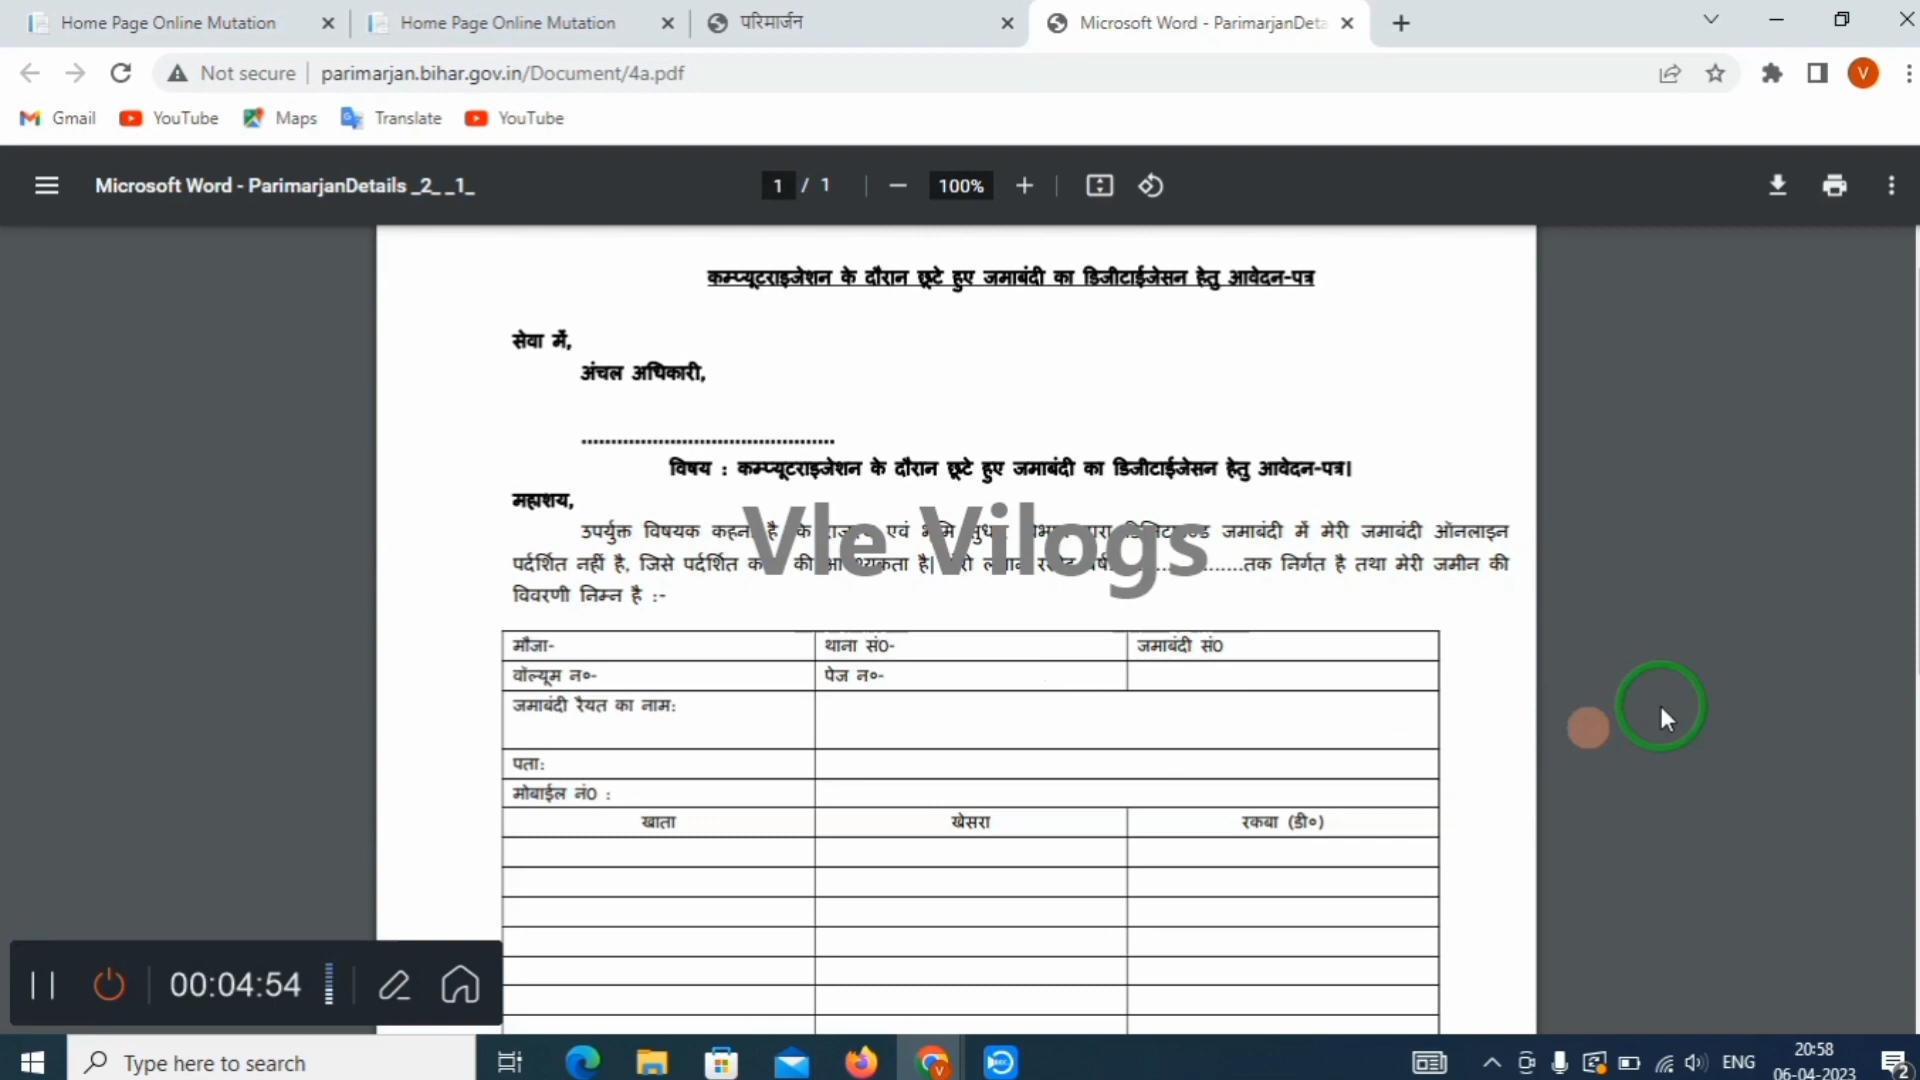 Home Page Online Mutation
Home Page Online Mutation
परिमार्जन
Microsoft Word - ParimarjanDeta
Not secure
parimarjan.bihar.gov.in/Document/4a.pdf
V
Gmail
YouTube
Maps
Translate
YouTube
Microsoft Word - ParimarjanDetails _2_ _1_
1 / 1
100%
कम्प्यूटराइजेशन के दौरान छूटे हुए जमाबंदी का डिजीटाईजेसन हेतु आवेदन-पत्र
सेवा में,
अंचल अधिकारी,
..........................................
विषय : कम्प्यूटराइजेशन के दौरान छूटे हुए जमाबंदी का डिजीटाईजेसन हेतु आवेदन-पत्र।
महाशय,
Vle Vilogs
उपर्युक्त विषयक एवं जमाबंदी में मेरी जमाबंदी ऑनलाइन
पर्दर्शित नहीं है, जिसे पर्दर्शित की है| तक निर्गत है तथा मेरी जमीन की
विवरणी निम्न है :-
मौजा-
थाना सं0-
जमाबंदी सं0
वॉल्यूम न०-
पेज न०-
जमाबंदी रैयत का नाम:
पता:
मोबाईल नं0 :
खाता
खेसरा
रकबा (डी०)
00:04:54
Type here to search
V
ENG
20:58
06-04-2023
2